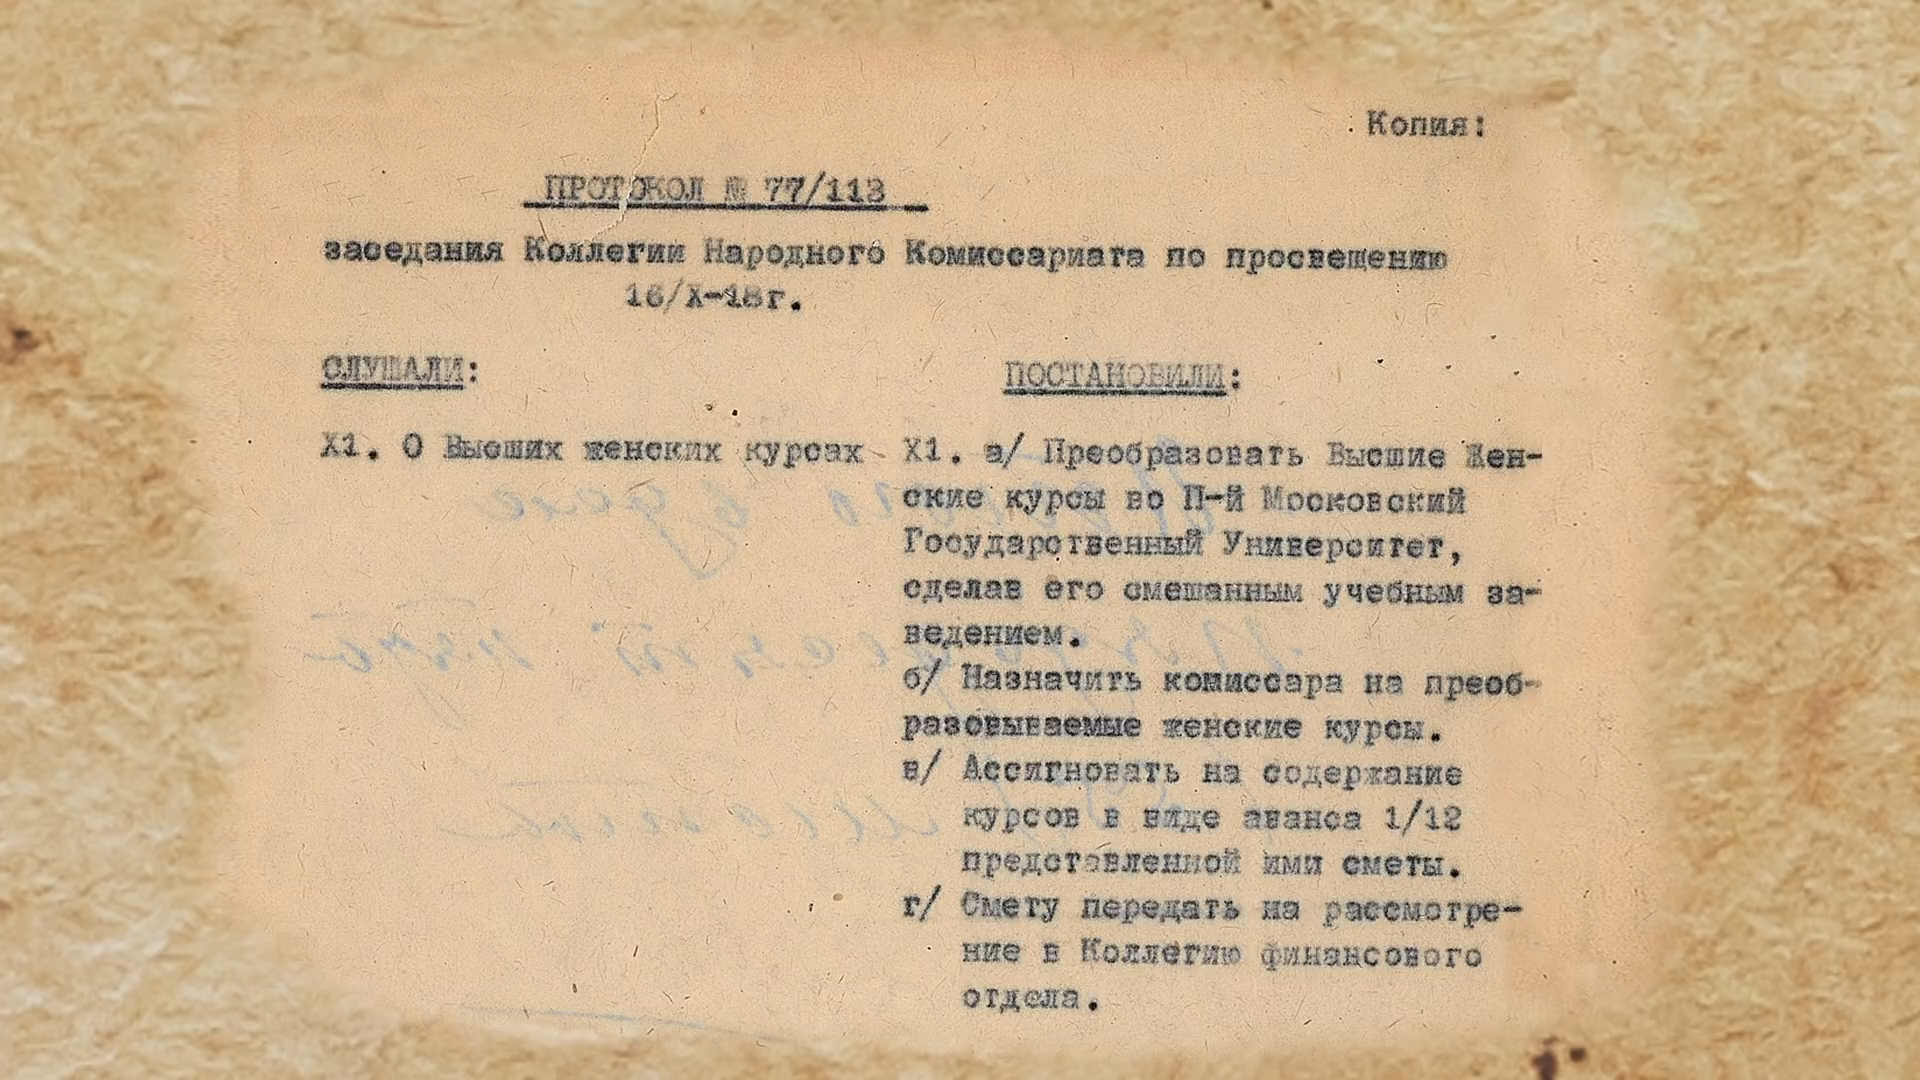 Копия:
ПРОТОКОЛ № 77/113
заседания Коллегии Народного Комиссариата по просвещению
16/X-18г.
СЛУШАЛИ:
X1. О Высших женских курсах
ПОСТАНОВИЛИ:
X1. а/ Преобразовать Высшие Жен-
ские курсы во П-й Московский
Государственный Университет,
сделав его смешанным учебным за-
ведением.
б/ Назначить комиссара на преоб-
разовываемые женские курсы.
в/ Ассигновать на содержание
курсов в виде аванса 1/12
представленной ими сметы.
г/ Смету передать на рассмотре-
ние в Коллегию финансового
отдела.